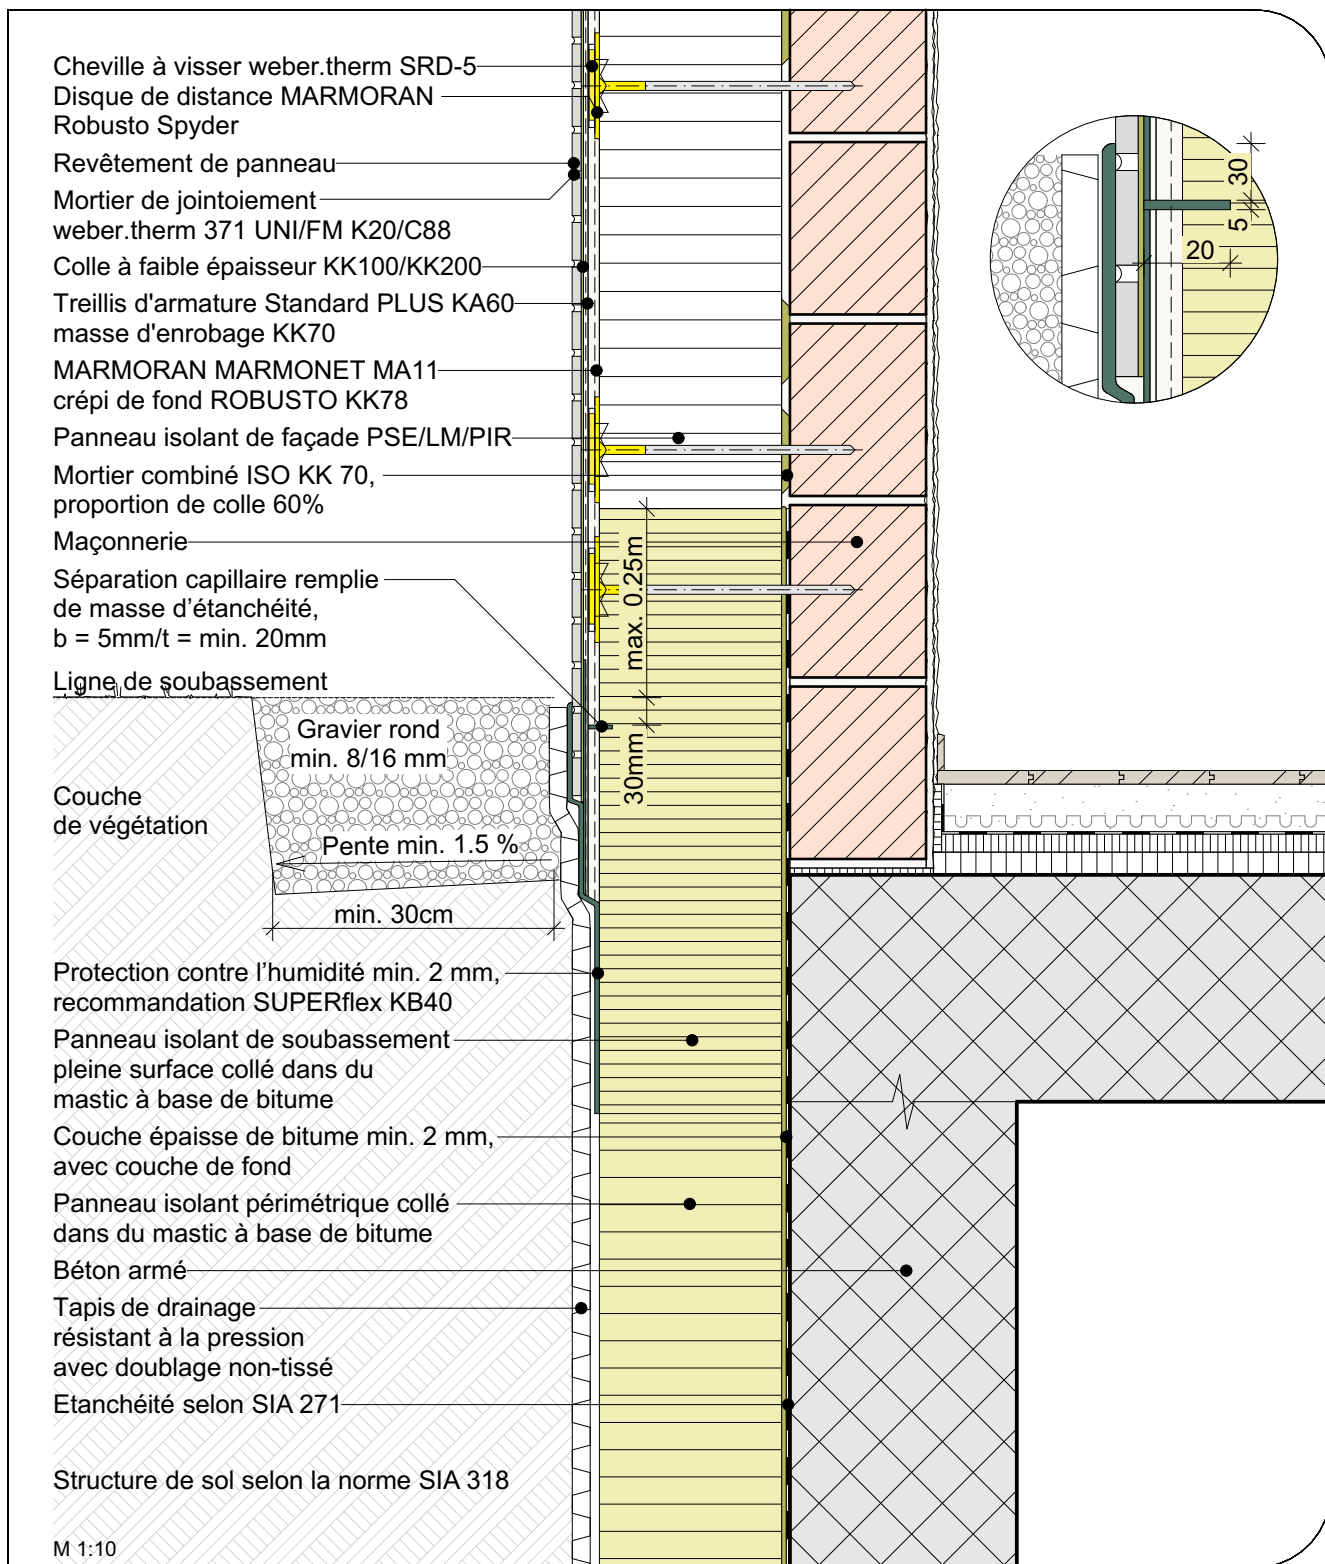 Cheville à visser weber.therm SRD-5
Disque de distance MARMORAN
Robusto Spyder
Revêtement de panneau
Mortier de jointoiement
weber.therm 371 UNI/FM K20/C88
Colle à faible épaisseur KK100/KK200
Treillis d'armature Standard PLUS KA60
masse d'enrobage KK70
MARMORAN MARMONET MA11
crépi de fond ROBUSTO KK78
Panneau isolant de façade PSE/LM/PIR
Mortier combiné ISO KK 70,
proportion de colle 60%
Maçonnerie
Séparation capillaire remplie
de masse d’étanchéité,
b = 5mm/t = min. 20mm
Ligne de soubassement
Gravier rond
min. 8/16 mm
Couche
de végétation
Pente min. 1.5 %
min. 30cm
Protection contre l’humidité min. 2 mm,
recommandation SUPERflex KB40
Panneau isolant de soubassement
pleine surface collé dans du
mastic à base de bitume
Couche épaisse de bitume min. 2 mm,
avec couche de fond
Panneau isolant périmétrique collé
dans du mastic à base de bitume
Béton armé
Tapis de drainage
résistant à la pression
avec doublage non-tissé
Etanchéité selon SIA 271
Structure de sol selon la norme SIA 318
M 1:10
max. 0.25m
30mm
30
5
20